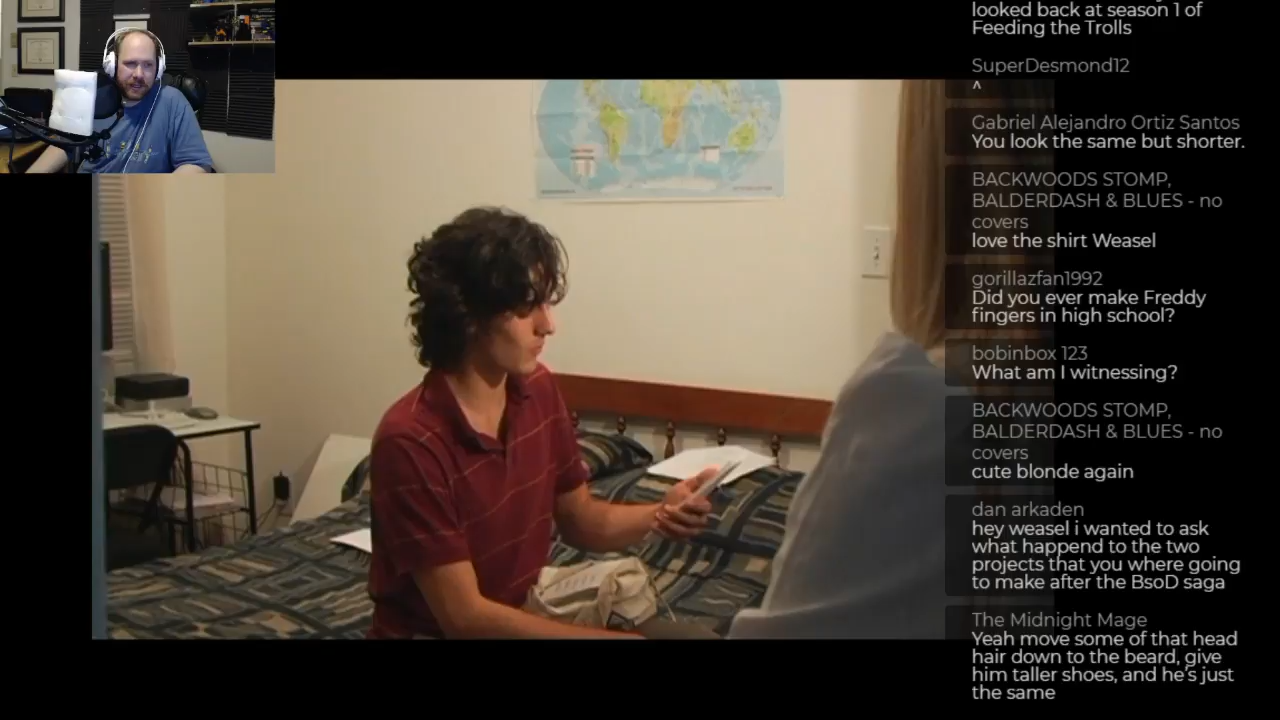 looked back at season 1 of
Feeding the Trolls
SuperDesmond12
^
Gabriel Alejandro Ortiz Santos
You look the same but shorter.
BACKWOODS STOMP,
BALDERDASH & BLUES - no
covers
love the shirt Weasel
gorillazfan1992
Did you ever make Freddy
fingers in high school?
bobinbox 123
What am I witnessing?
BACKWOODS STOMP,
BALDERDASH & BLUES - no
covers
cute blonde again
dan arkaden
hey weasel i wanted to ask
what happend to the two
projects that you where going
to make after the BsoD saga
The Midnight Mage
Yeah move some of that head
hair down to the beard, give
him taller shoes, and he's just
the same